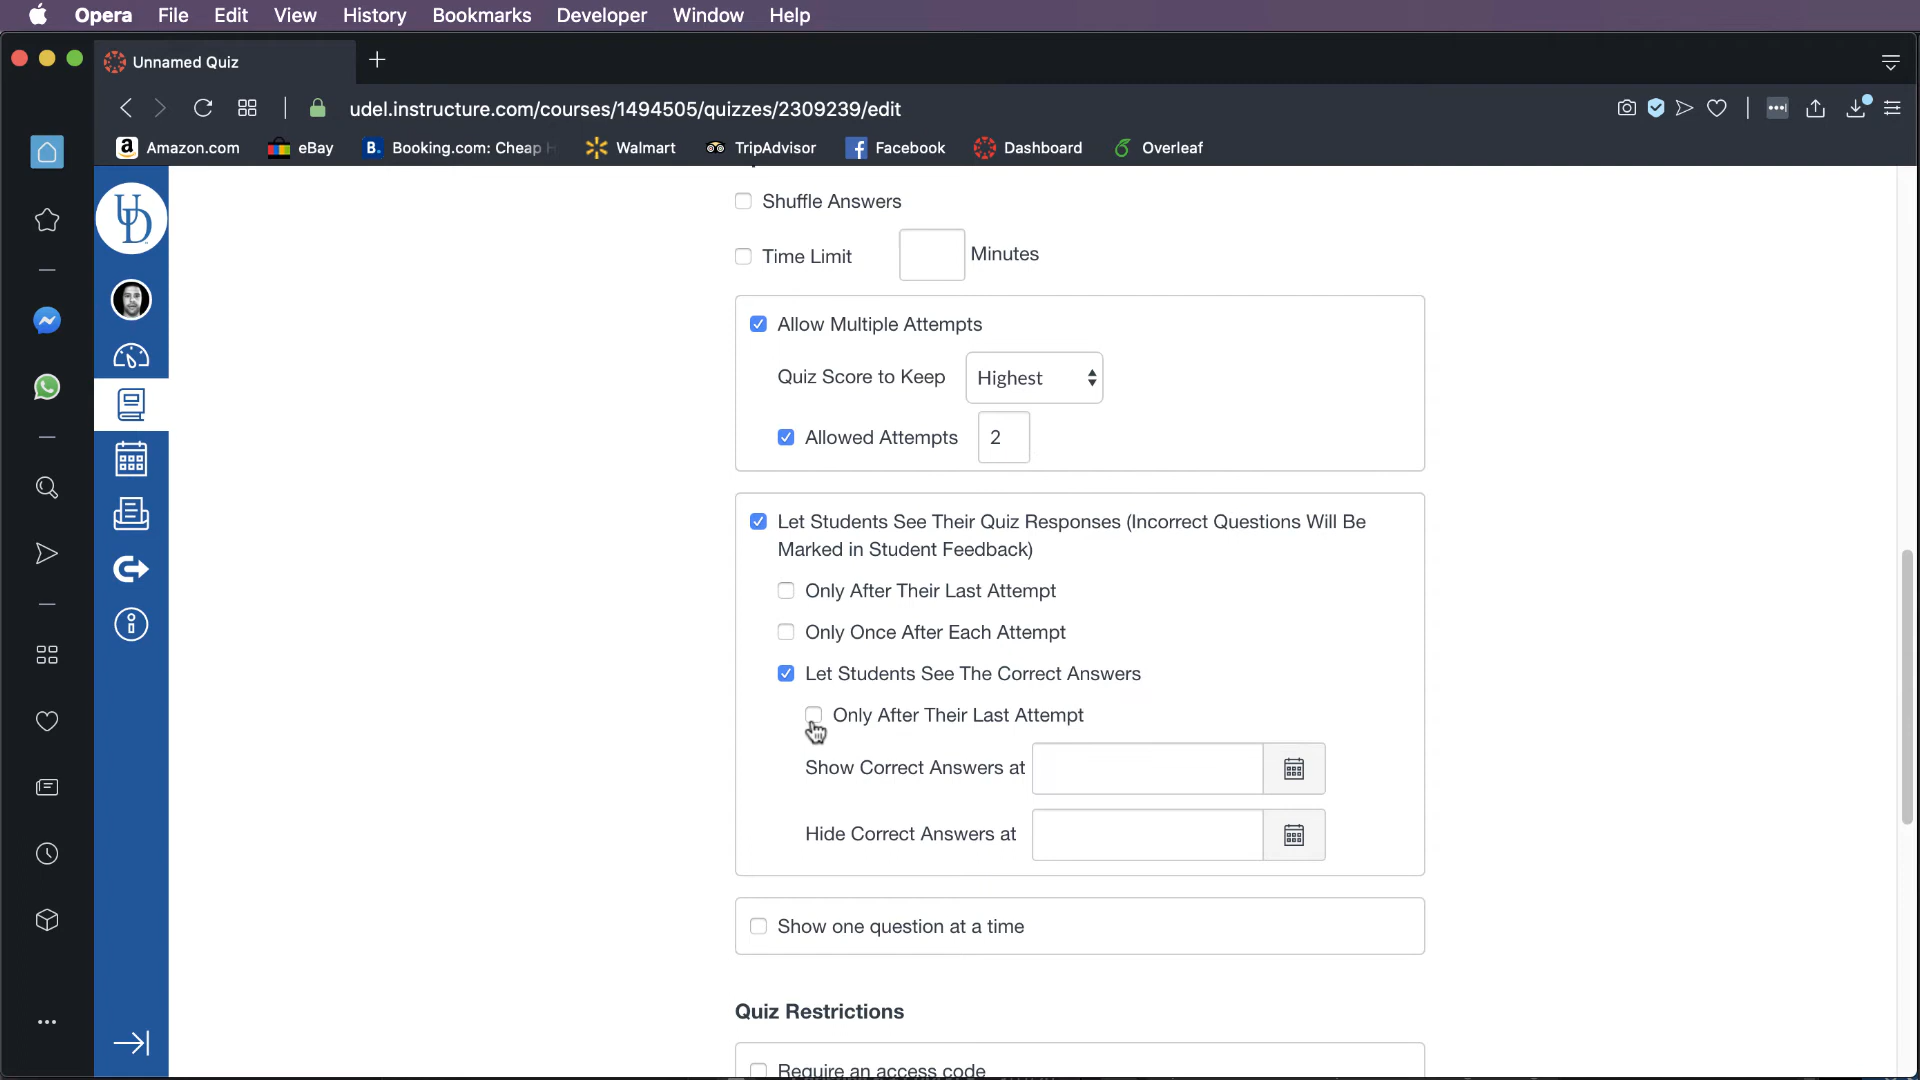 Opera File Edit View History Bookmarks Developer Window Help
Unnamed Quiz
udel.instructure.com/courses/1494505/quizzes/2309239/edit
Amazon.com eBay Booking.com: Cheap Walmart TripAdvisor Facebook Dashboard Overleaf
UD
Shuffle Answers
Time Limit Minutes
Allow Multiple Attempts
Quiz Score to Keep Highest
Allowed Attempts 2
Let Students See Their Quiz Responses (Incorrect Questions Will Be
Marked in Student Feedback)
Only After Their Last Attempt
Only Once After Each Attempt
Let Students See The Correct Answers
Only After Their Last Attempt
Show Correct Answers at
Hide Correct Answers at
Show one question at a time
Quiz Restrictions
Require an access code